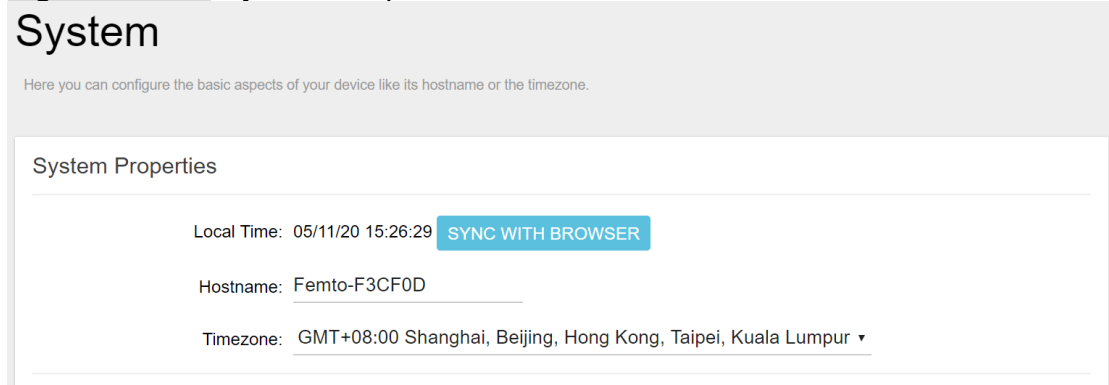 System
Here you can configure the basic aspects of your device like its hostname or the timezone.
System Properties
Local Time: 05/11/20 15:26:29 SYNC WITH BROWSER
Hostname: Femto-F3CF0D
Timezone: GMT+08:00 Shanghai, Beijing, Hong Kong, Taipei, Kuala Lumpur